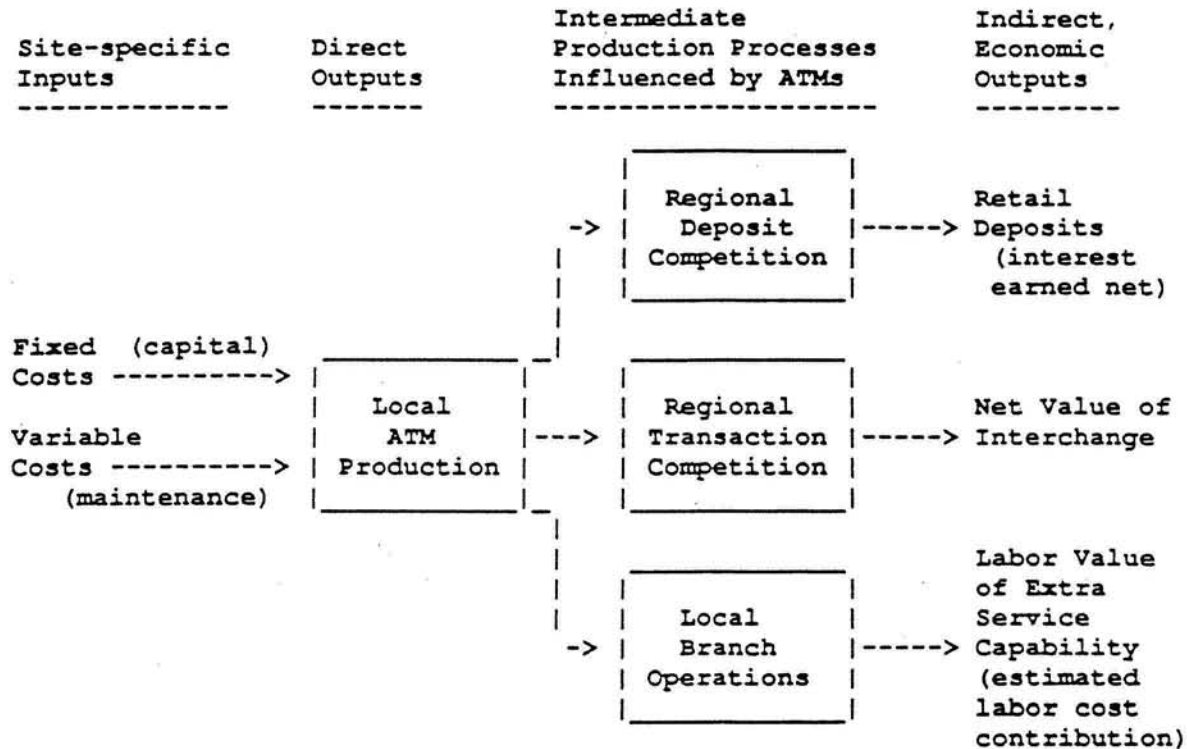 Site-specific
Inputs
-------------
Direct
Outputs
-------
Intermediate
Production Processes
Influenced by ATMs
--------------------
Indirect,
Economic
Outputs
---------
Fixed (capital)
Costs ---------->
Variable
Costs ---------->
(maintenance)
Local
ATM
Production
->
Regional
Deposit
Competition
----->
Retail
Deposits
(interest
earned net)
--->
Regional
Transaction
Competition
----->
Net Value of
Interchange
->
Local
Branch
Operations
----->
Labor Value
of Extra
Service
Capability
(estimated
labor cost
contribution)